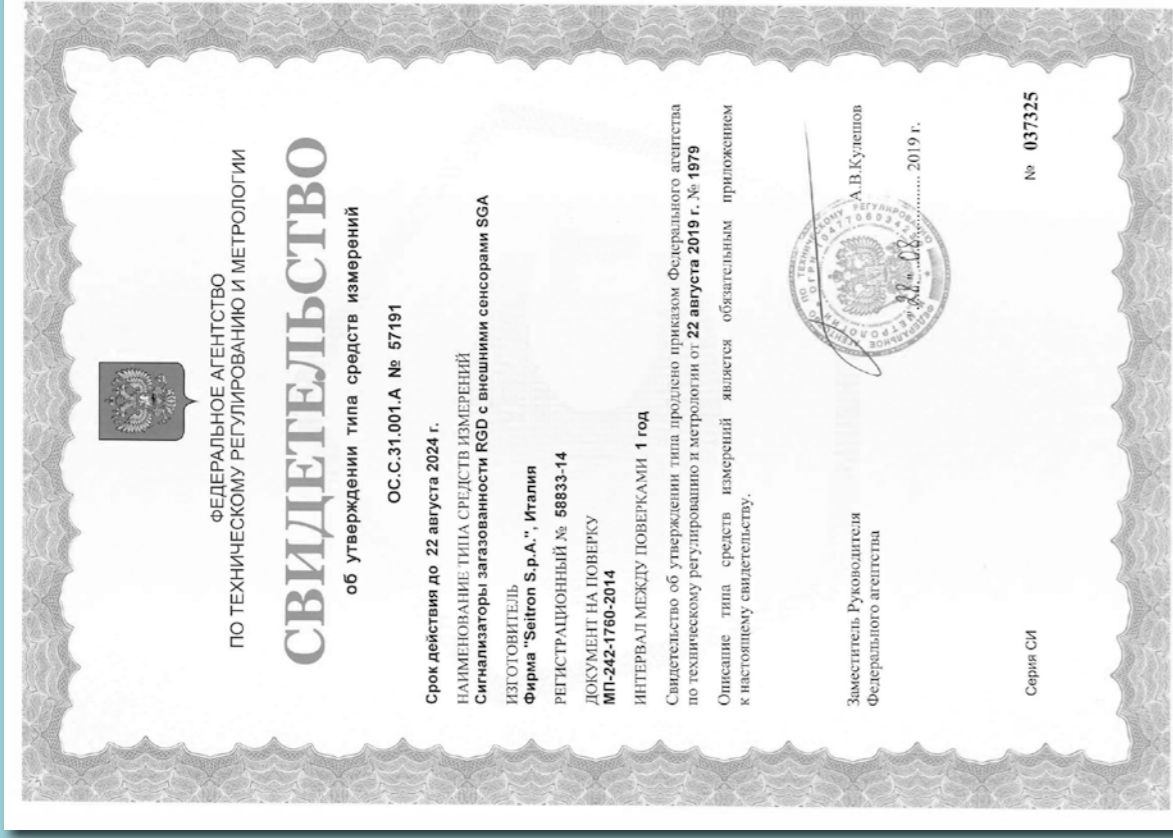 ФЕДЕРАЛЬНОЕ АГЕНТСТВО
ПО ТЕХНИЧЕСКОМУ РЕГУЛИРОВАНИЮ И МЕТРОЛОГИИ
СВИДЕТЕЛЬСТВО
об утверждении типа средств измерений
ОС.С.31.001.А № 57191
Срок действия до 22 августа 2024 г.
НАИМЕНОВАНИЕ ТИПА СРЕДСТВ ИЗМЕРЕНИЙ
Сигнализаторы загазованности RGD с внешними сенсорами SGA
ИЗГОТОВИТЕЛЬ
Фирма "Seitron S.p.A.", Италия
РЕГИСТРАЦИОННЫЙ № 58833-14
ДОКУМЕНТ НА ПОВЕРКУ
МП-242-1760-2014
ИНТЕРВАЛ МЕЖДУ ПОВЕРКАМИ 1 год
Свидетельство об утверждении типа продлено приказом Федерального агентства
по техническому регулированию и метрологии от 22 августа 2019 г. № 1979
Описание типа средств измерений является обязательным приложением
к настоящему свидетельству.
Заместитель Руководителя
Федерального агентства
А.В.Кулешов
2019 г.
Серия СИ
№ 037325